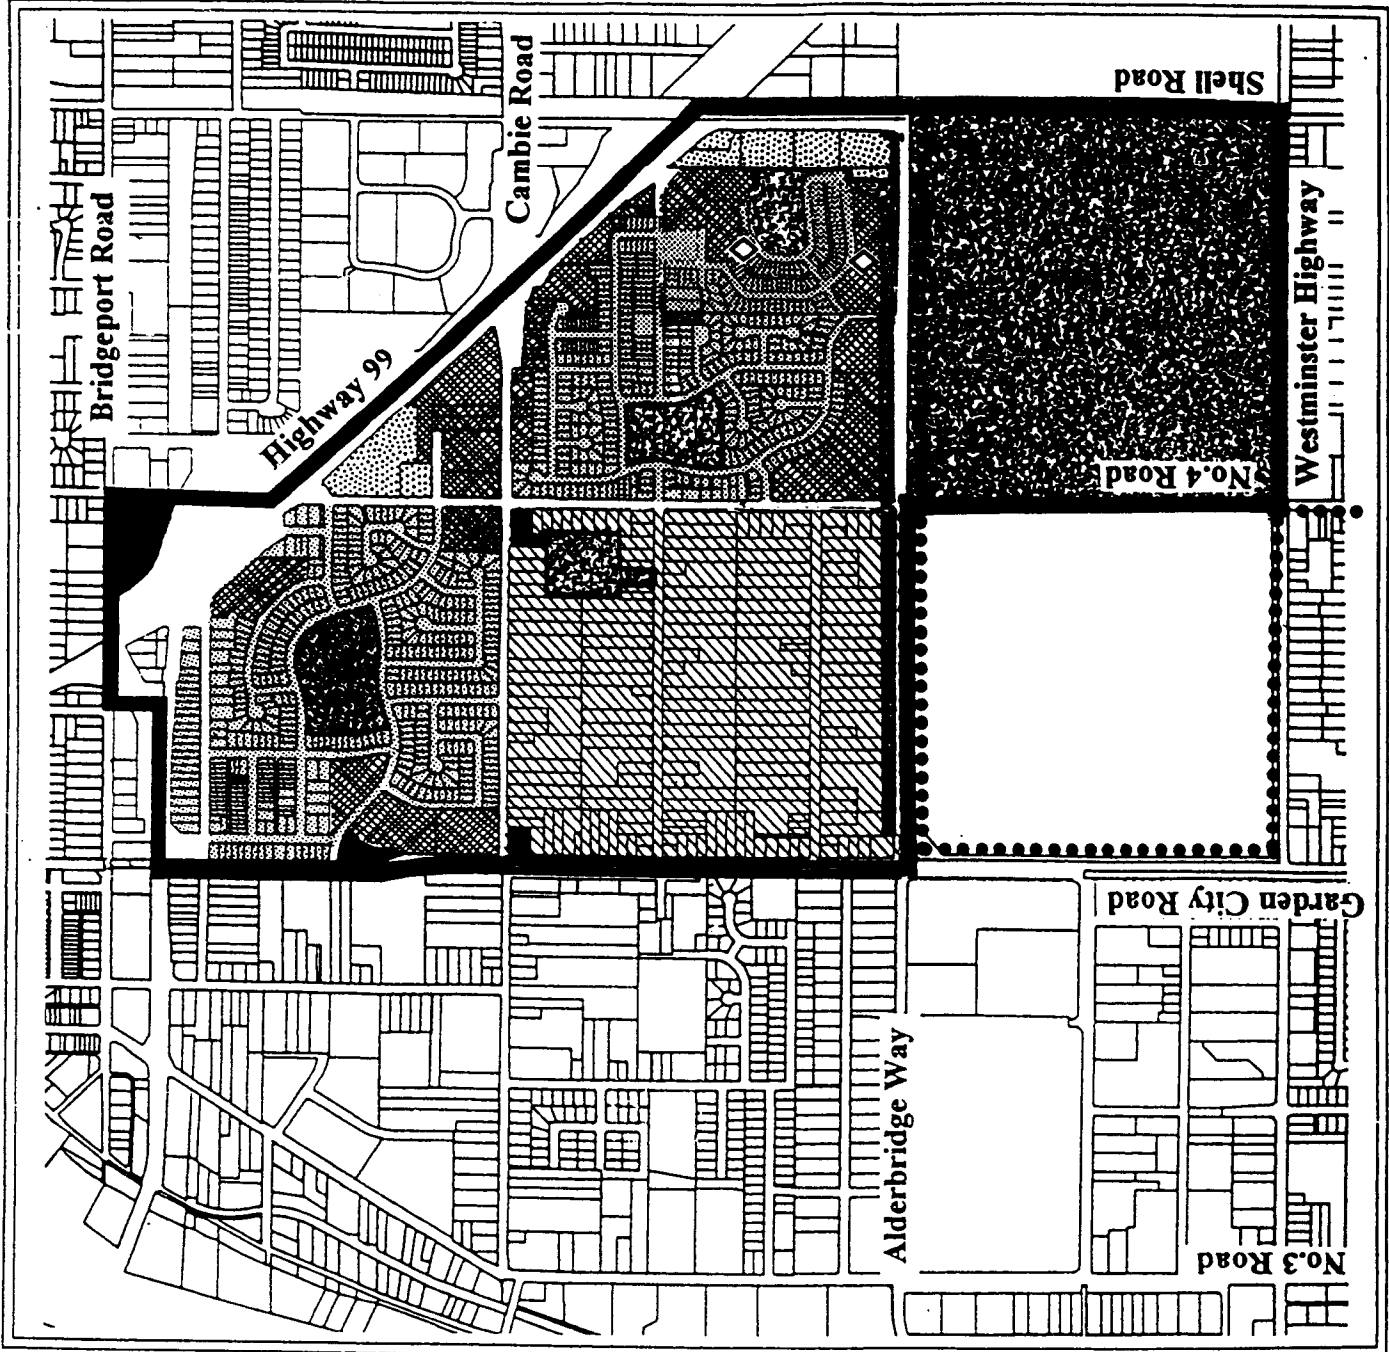 Shell Road
Cambie Road
Bridgeport Road
Westminster Highway
Highway 99
No.4 Road
Garden City Road
Alderbridge Way
No.3 Road